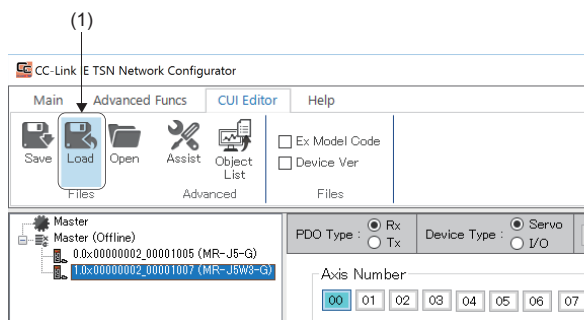 (1)
CC-Link IE TSN Network Configurator
Main Advanced Funcs CUI Editor Help
Save Load Open Assist Object List
Ex Model Code
Device Ver
Files Advanced Files
Master
Master (Offline)
0.0x00000002_00001005 (MR-J5-G)
1.0x00000002_00001007 (MR-J5W3-G)
PDO Type : Rx Tx
Device Type : Servo I/O
Axis Number
00 01 02 03 04 05 06 07